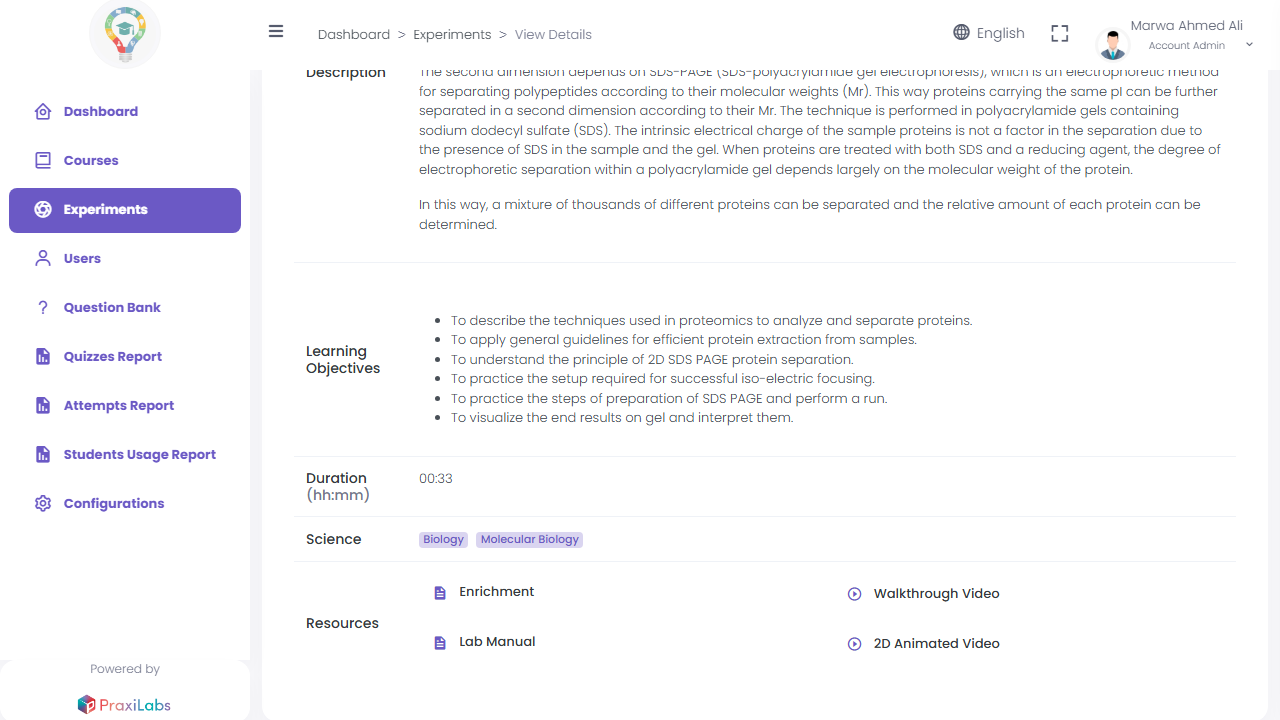 Dashboard > Experiments > View Details
English
Marwa Ahmed Ali
Account Admin
Dashboard
Courses
Experiments
Users
Question Bank
Quizzes Report
Attempts Report
Students Usage Report
Configurations
Powered by
PraxiLabs
Description
The second dimension depends on SDS-PAGE (SDS-polyacrylamide gel electrophoresis), which is an electrophoretic method
for separating polypeptides according to their molecular weights (Mr). This way proteins carrying the same pI can be further
separated in a second dimension according to their Mr. The technique is performed in polyacrylamide gels containing
sodium dodecyl sulfate (SDS). The intrinsic electrical charge of the sample proteins is not a factor in the separation due to
the presence of SDS in the sample and the gel. When proteins are treated with both SDS and a reducing agent, the degree of
electrophoretic separation within a polyacrylamide gel depends largely on the molecular weight of the protein.
In this way, a mixture of thousands of different proteins can be separated and the relative amount of each protein can be
determined.
Learning
Objectives
To describe the techniques used in proteomics to analyze and separate proteins.
To apply general guidelines for efficient protein extraction from samples.
To understand the principle of 2D SDS PAGE protein separation.
To practice the setup required for successful iso-electric focusing.
To practice the steps of preparation of SDS PAGE and perform a run.
To visualize the end results on gel and interpret them.
Duration
(hh:mm)
00:33
Science
Biology Molecular Biology
Resources
Enrichment
Walkthrough Video
Lab Manual
2D Animated Video